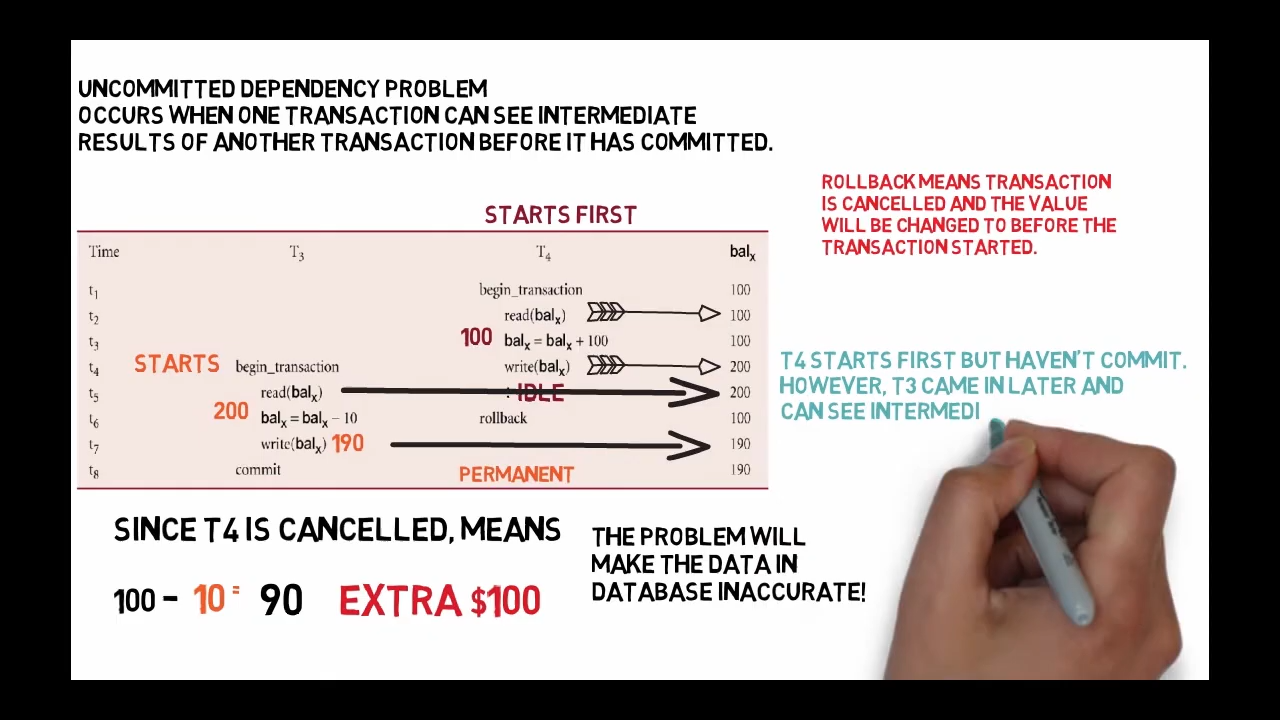 UNCOMMITTED DEPENDENCY PROBLEM
OCCURS WHEN ONE TRANSACTION CAN SEE INTERMEDIATE
RESULTS OF ANOTHER TRANSACTION BEFORE IT HAS COMMITTED.
ROLLBACK MEANS TRANSACTION
IS CANCELLED AND THE VALUE
WILL BE CHANGED TO BEFORE THE
TRANSACTION STARTED.
STARTS FIRST
Time T3 T4 balx
t1 begin_transaction 100
t2 read(balx) 100
t3 100 balx = balx + 100 100
t4 STARTS begin_transaction write(balx) 200
t5 read(balx) : IDLE 200
t6 200 balx = balx – 10 rollback 100
t7 write(balx) 190 190
t8 commit PERMANENT 190
T4 STARTS FIRST BUT HAVEN'T COMMIT.
HOWEVER, T3 CAME IN LATER AND
CAN SEE INTERMEDI
SINCE T4 IS CANCELLED, MEANS
100 - 10 = 90 EXTRA $100
THE PROBLEM WILL
MAKE THE DATA IN
DATABASE INACCURATE!